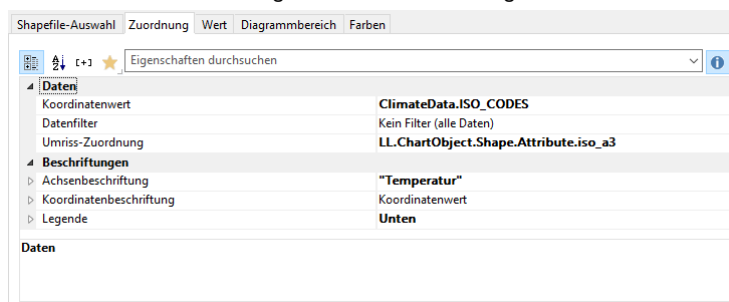 Shapefile-Auswahl Zuordnung Wert Diagrammbereich Farben
Eigenschaften durchsuchen
Daten
Koordinatenwert ClimateData.ISO_CODES
Datenfilter Kein Filter (alle Daten)
Umriss-Zuordnung LL.ChartObject.Shape.Attribute.iso_a3
Beschriftungen
Achsenbeschriftung "Temperatur"
Koordinatenbeschriftung Koordinatenwert
Legende Unten
Daten